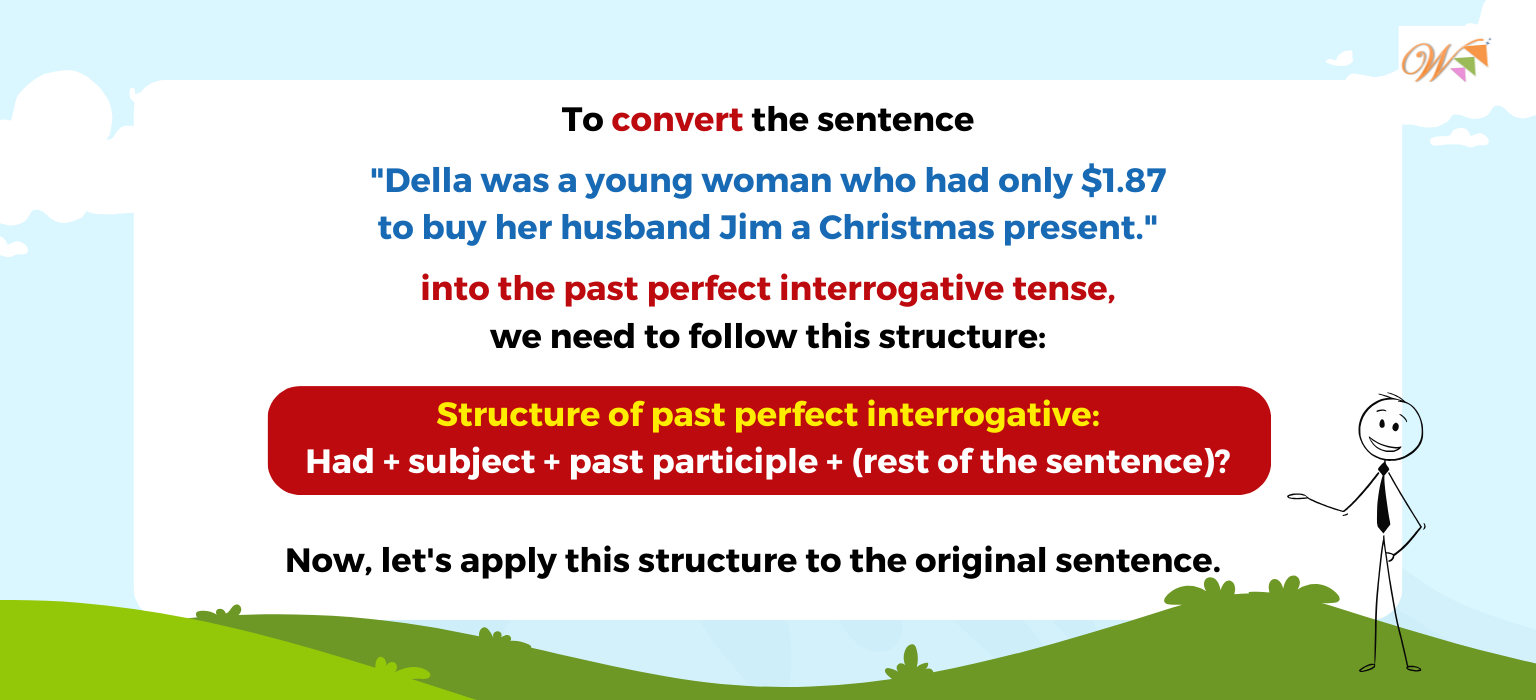 W
To convert the sentence
"Della was a young woman who had only $1.87
to buy her husband Jim a Christmas present."
into the past perfect interrogative tense,
we need to follow this structure:
Structure of past perfect interrogative:
Had + subject + past participle + (rest of the sentence)?
Now, let's apply this structure to the original sentence.